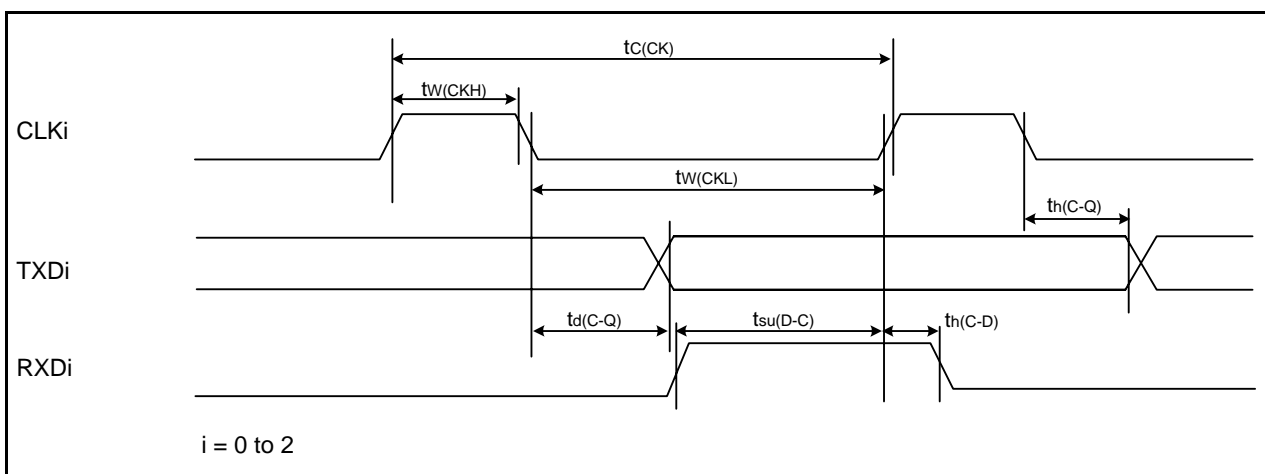 tC(CK)
tW(CKH)
CLKi
tW(CKL)
th(C-Q)
TXDi
td(C-Q)
tsu(D-C)
th(C-D)
RXDi
i = 0 to 2